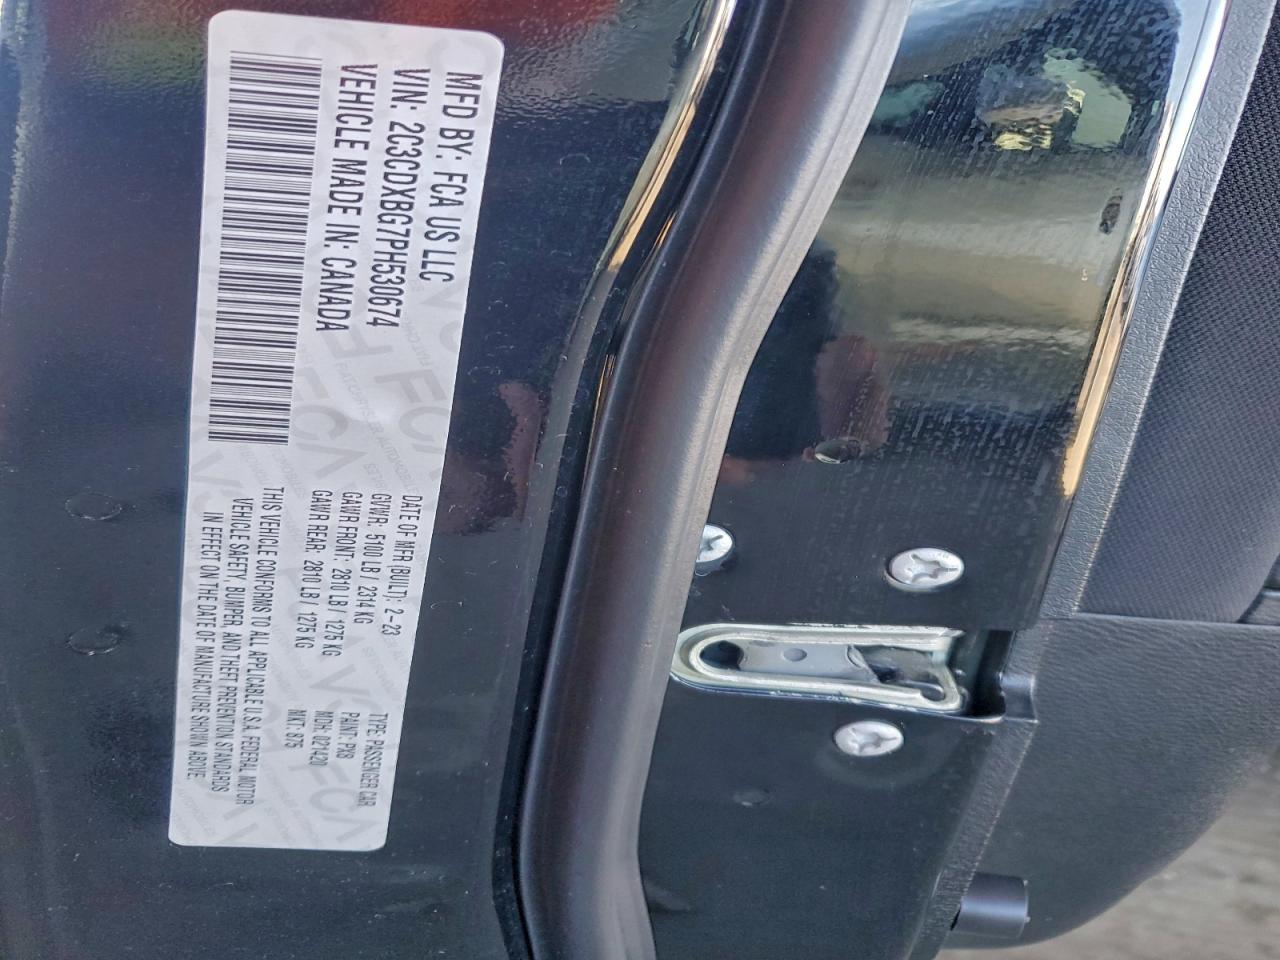 MFD BY: FCA US LLC
VIN: 2C3CDXBG7PH530674
VEHICLE MADE IN: CANADA
DATE OF MFR (BUILT): 2-23
GVWR: 5100 LB / 2314 KG
GAWR FRONT: 2810 LB / 1275 KG
GAWR REAR: 2810 LB / 1275 KG
TYPE: PASSENGER CAR
PAINT: PX8
MDH: 021420
MKT: 875
THIS VEHICLE CONFORMS TO ALL APPLICABLE U.S.A. FEDERAL MOTOR
VEHICLE SAFETY, BUMPER, AND THEFT PREVENTION STANDARDS
IN EFFECT ON THE DATE OF MANUFACTURE SHOWN ABOVE.